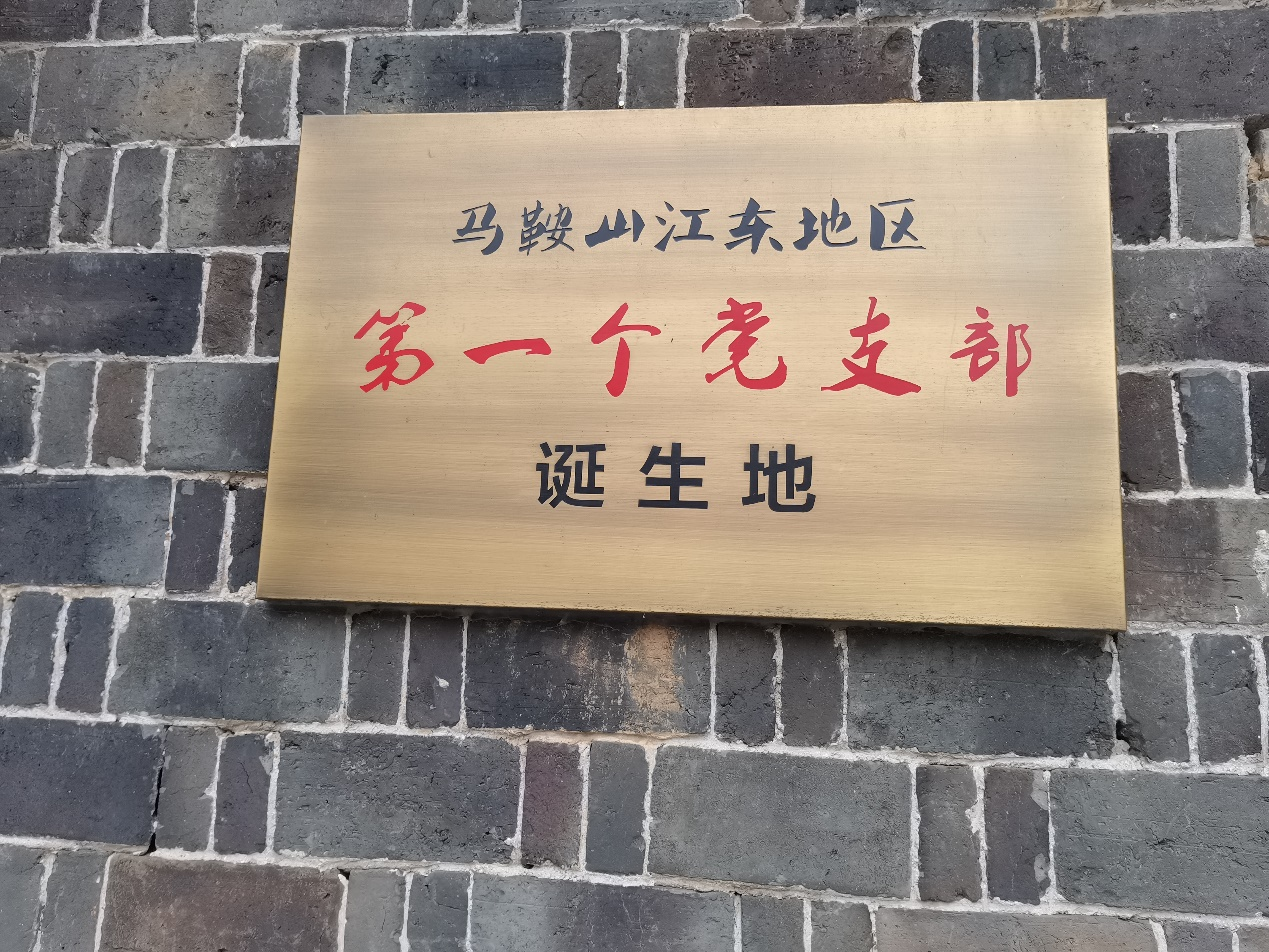 马鞍山江东地区
第一个党支部
诞生地